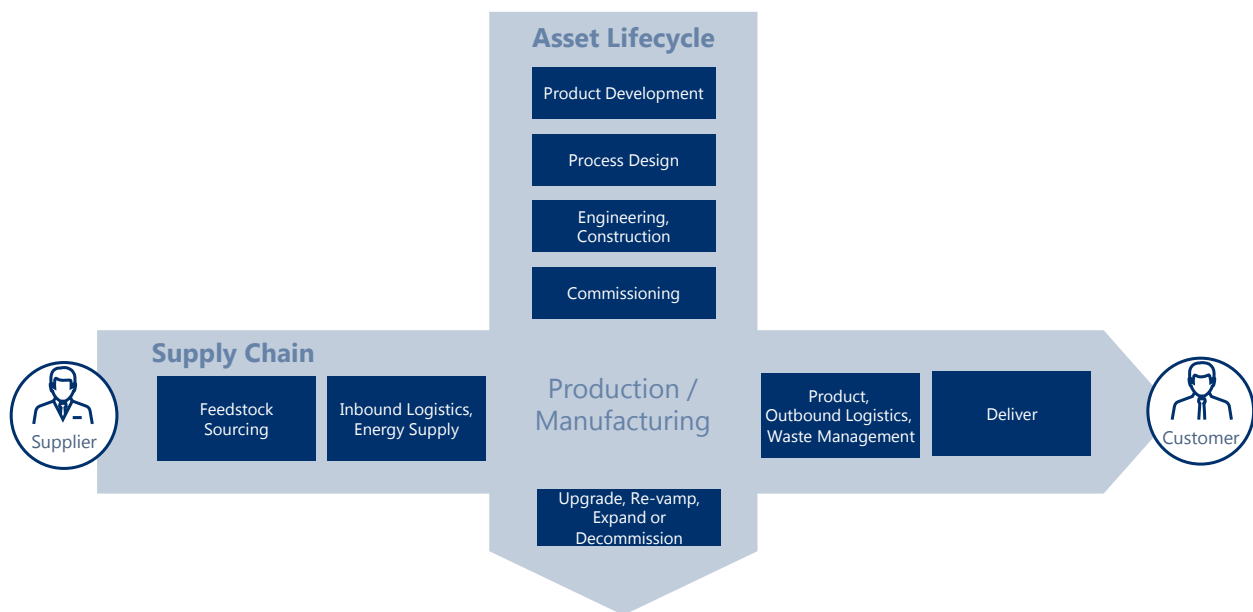 Asset Lifecycle
Product Development
Process Design
Engineering,
Construction
Commissioning
Supply Chain
Supplier
Feedstock
Sourcing
Inbound Logistics,
Energy Supply
Production /
Manufacturing
Product,
Outbound Logistics,
Waste Management
Deliver
Customer
Upgrade, Re-vamp,
Expand or
Decommission